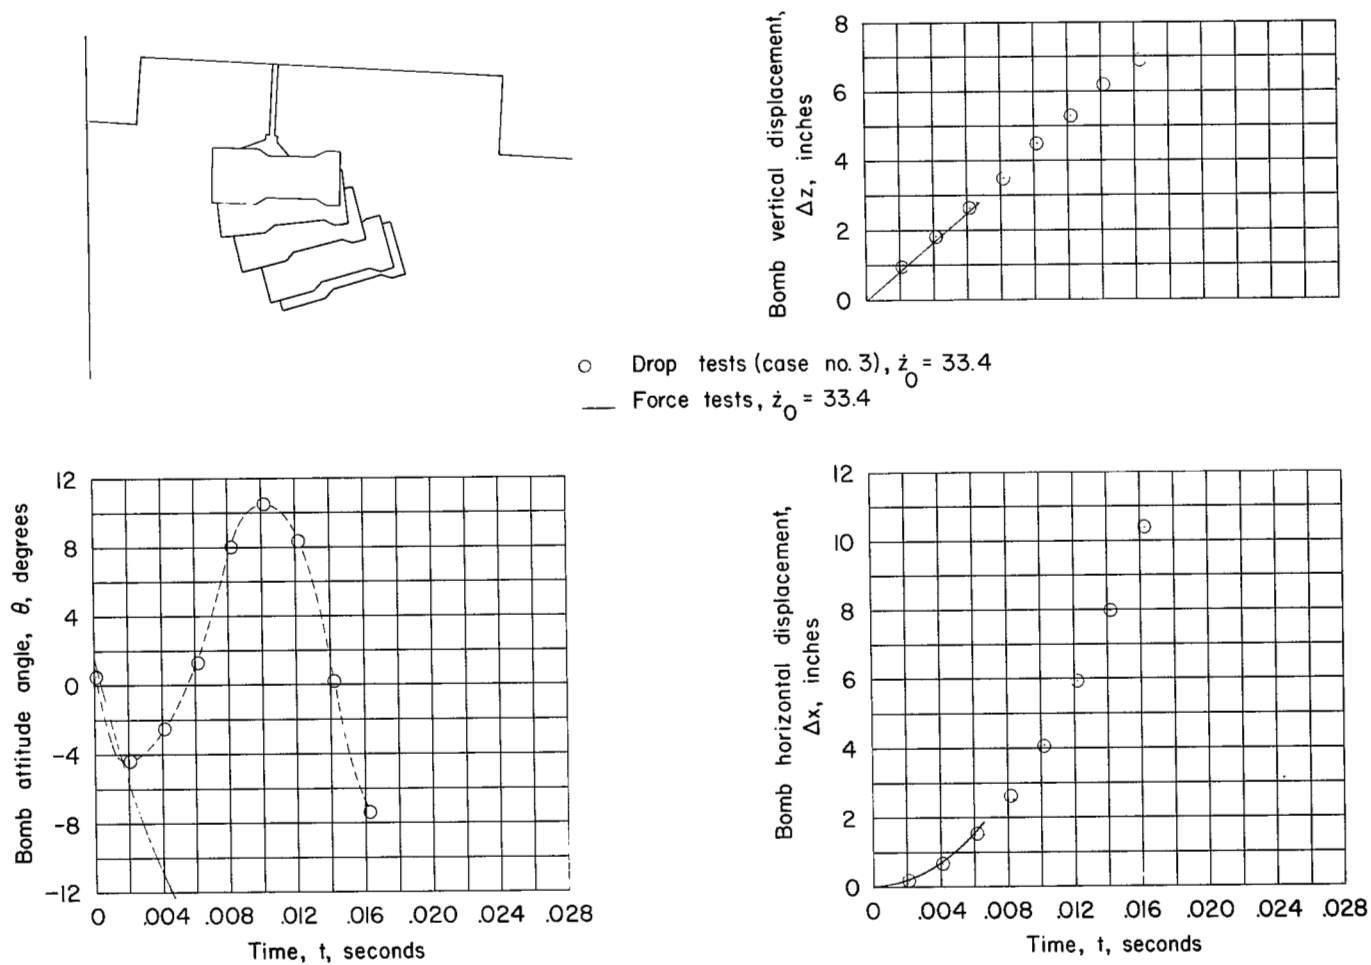 8
6
4
2
0
Bomb vertical displacement,
Δz, inches
○ Drop tests (case no. 3), ż₀ = 33.4
— Force tests, ż₀ = 33.4
12
8
4
0
-4
-8
-12
Bomb attitude angle, θ, degrees
0 .004 .008 .012 .016 .020 .024 .028
Time, t, seconds
12
10
8
6
4
2
0
Bomb horizontal displacement,
Δx, inches
0 .004 .008 .012 .016 .020 .024 .028
Time, t, seconds